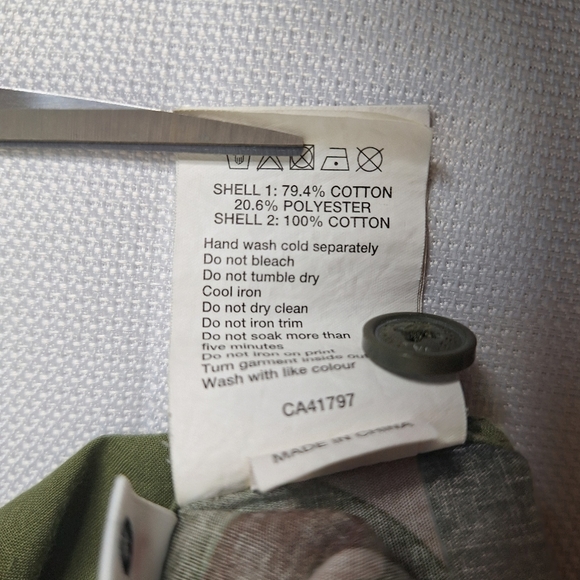 SHELL 1: 79.4% COTTON
20.6% POLYESTER
SHELL 2: 100% COTTON
Hand wash cold separately
Do not bleach
Do not tumble dry
Cool iron
Do not dry clean
Do not iron trim
Do not soak more than
five minutes
Do not iron on print
Turn garment inside
Wash with like colour
CA41797
MADE IN CHINA